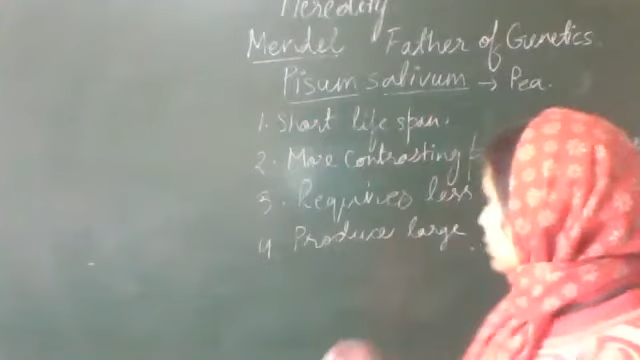 Heredity
Mendel Father of Genetics
Pisum sativum → Pea.
1. Short life span.
2. More contrasting
3. Requires less
4 Produce large